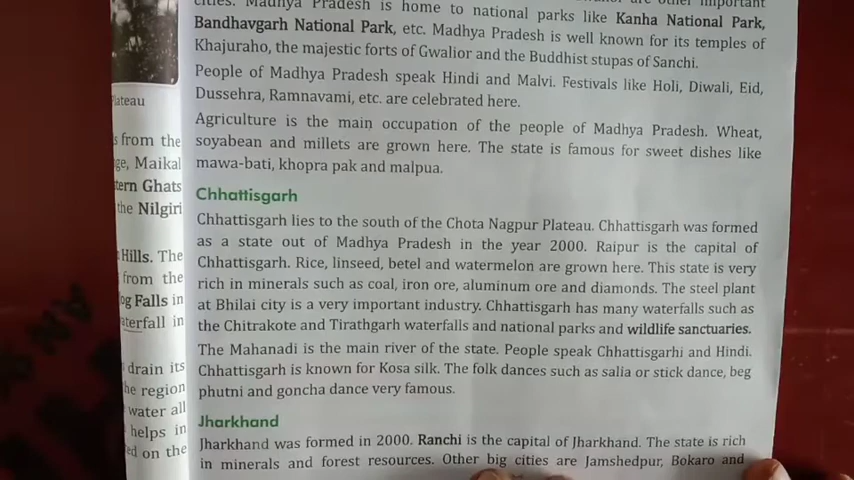 cities. Madhya Pradesh is home to national parks like Kanha National Park,
Bandhavgarh National Park, etc. Madhya Pradesh is well known for its temples of
Khajuraho, the majestic forts of Gwalior and the Buddhist stupas of Sanchi.
People of Madhya Pradesh speak Hindi and Malvi. Festivals like Holi, Diwali, Eid,
Dussehra, Ramnavami, etc. are celebrated here.
Agriculture is the main occupation of the people of Madhya Pradesh. Wheat,
soyabean and millets are grown here. The state is famous for sweet dishes like
mawa-bati, khopra pak and malpua.
Chhattisgarh
Chhattisgarh lies to the south of the Chota Nagpur Plateau. Chhattisgarh was formed
as a state out of Madhya Pradesh in the year 2000. Raipur is the capital of
Chhattisgarh. Rice, linseed, betel and watermelon are grown here. This state is very
rich in minerals such as coal, iron ore, aluminum ore and diamonds. The steel plant
at Bhilai city is a very important industry. Chhattisgarh has many waterfalls such as
the Chitrakote and Tirathgarh waterfalls and national parks and wildlife sanctuaries.
The Mahanadi is the main river of the state. People speak Chhattisgarhi and Hindi.
Chhattisgarh is known for Kosa silk. The folk dances such as salia or stick dance, beg
phutni and goncha dance very famous.
Jharkhand
Jharkhand was formed in 2000. Ranchi is the capital of Jharkhand. The state is rich
in minerals and forest resources. Other big cities are Jamshedpur, Bokaro and
Plateau
from the
Maikal
Ghats
the Nilgiri
Hills. The
from the
Falls in
in
drain its
region
water all
helps in
on the